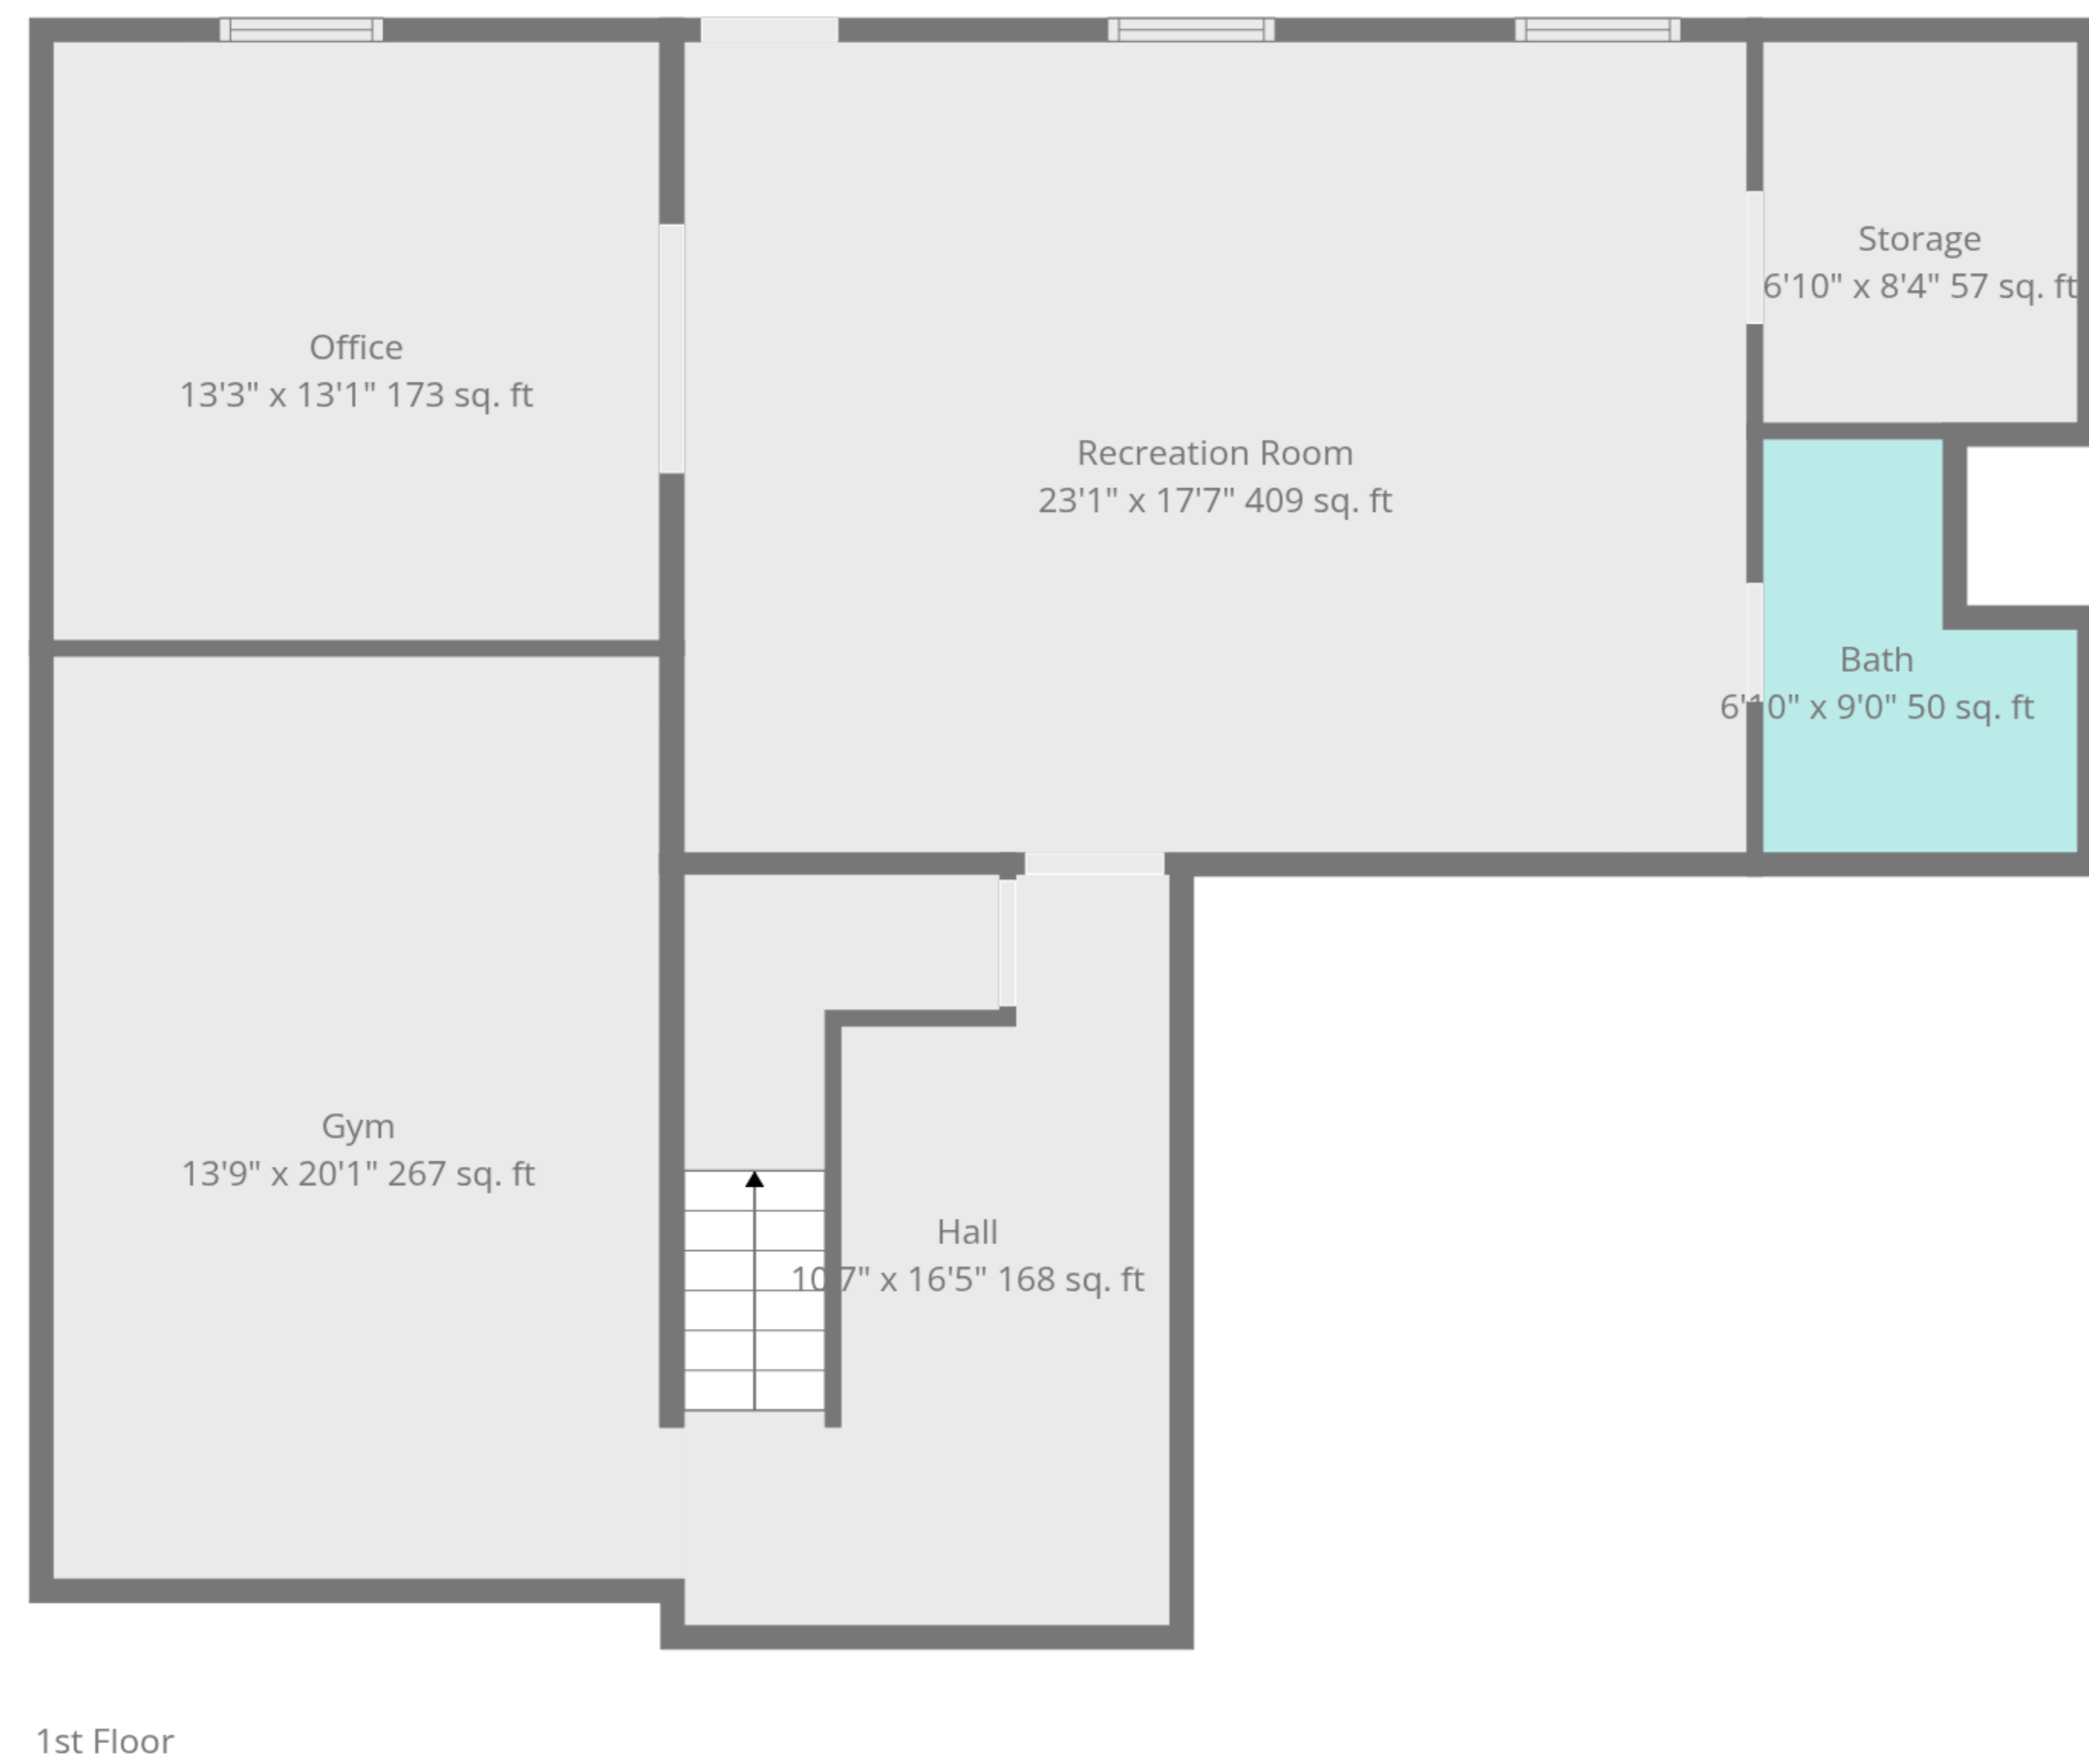 Storage
6'10" x 8'4" 57 sq. ft
Office
13'3" x 13'1" 173 sq. ft
Recreation Room
23'1" x 17'7" 409 sq. ft
Bath
6'10" x 9'0" 50 sq. ft
Gym
13'9" x 20'1" 267 sq. ft
Hall
10'7" x 16'5" 168 sq. ft
1st Floor